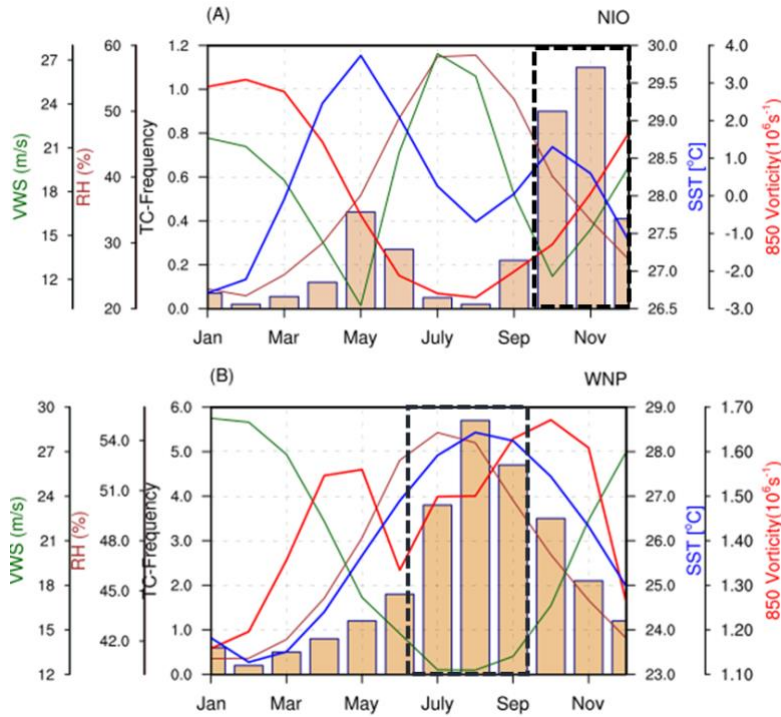 (A)
NIO
VWS (m/s)
27
24
21
18
15
12
RH (%)
60
50
40
30
20
TC-Frequency
1.2
1.0
0.8
0.6
0.4
0.2
0.0
Jan
Mar
May
July
Sep
Nov
30.0
29.5
29.0
28.5
28.0
27.5
27.0
26.5
SST [°C]
4.0
3.0
2.0
1.0
0.0
-1.0
-2.0
-3.0
850 Vorticity(10⁶s⁻¹)
(B)
WNP
VWS (m/s)
30
27
24
21
18
15
12
RH (%)
54.0
51.0
48.0
45.0
42.0
TC-Frequency
6.0
5.0
4.0
3.0
2.0
1.0
0.0
Jan
Mar
May
July
Sep
Nov
29.0
28.0
27.0
26.0
25.0
24.0
23.0
SST [°C]
1.70
1.60
1.50
1.40
1.30
1.20
1.10
850 Vorticity(10⁶s⁻¹)